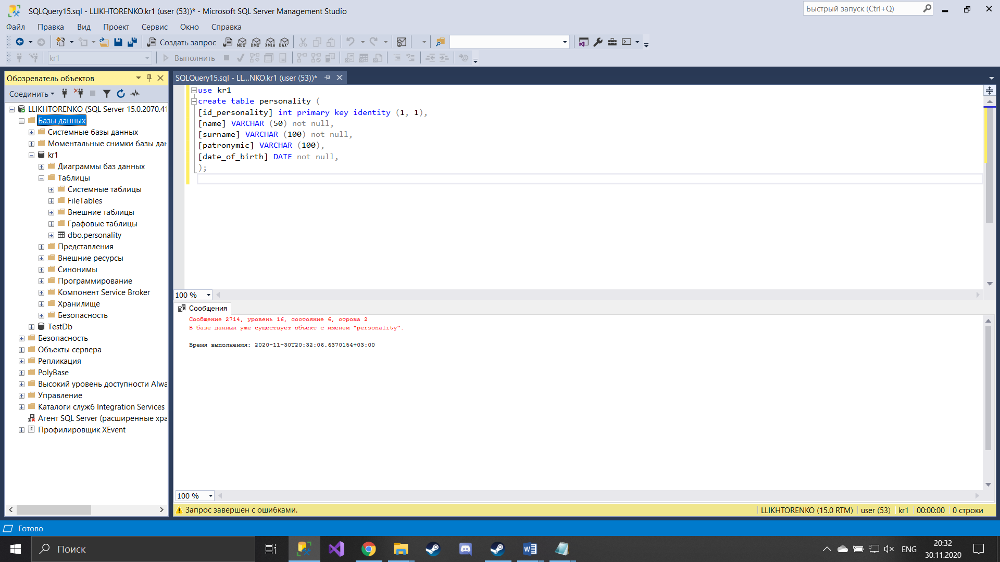 SQLQuery15.sql - LLIKHTORENKO.kr1 (user (53))* - Microsoft SQL Server Management Studio
Быстрый запуск (Ctrl+Q)
Файл Правка Вид Проект Сервис Окно Справка
Создать запрос MDX DMX XMLA DAX
kr1 Выполнить
Обозреватель объектов
Соединить
LLIKHTORENKO (SQL Server 15.0.2070.41
Базы данных
Системные базы данных
Моментальные снимки базы дан
kr1
Диаграммы баз данных
Таблицы
Системные таблицы
FileTables
Внешние таблицы
Графовые таблицы
dbo.personality
Представления
Внешние ресурсы
Синонимы
Программирование
Компонент Service Broker
Хранилище
Безопасность
TestDb
Безопасность
Объекты сервера
Репликация
PolyBase
Высокий уровень доступности Alwa
Управление
Каталоги служб Integration Services
Агент SQL Server (расширенные хра
Профилировщик XEvent
SQLQuery15.sql - LL...NKO.kr1 (user (53))*
use kr1
create table personality (
[id_personality] int primary key identity (1, 1),
[name] VARCHAR (50) not null,
[surname] VARCHAR (100) not null,
[patronymic] VARCHAR (100),
[date_of_birth] DATE not null,
);
100 %
Сообщения
Сообщение 2714, уровень 16, состояние 6, строка 2
В базе данных уже существует объект с именем "personality".
Время выполнения: 2020-11-30T20:32:06.6370154+03:00
100 %
Запрос завершен с ошибками.
LLIKHTORENKO (15.0 RTM) user (53) kr1 00:00:00 0 строки
Готово
Поиск
ENG
20:32
30.11.2020